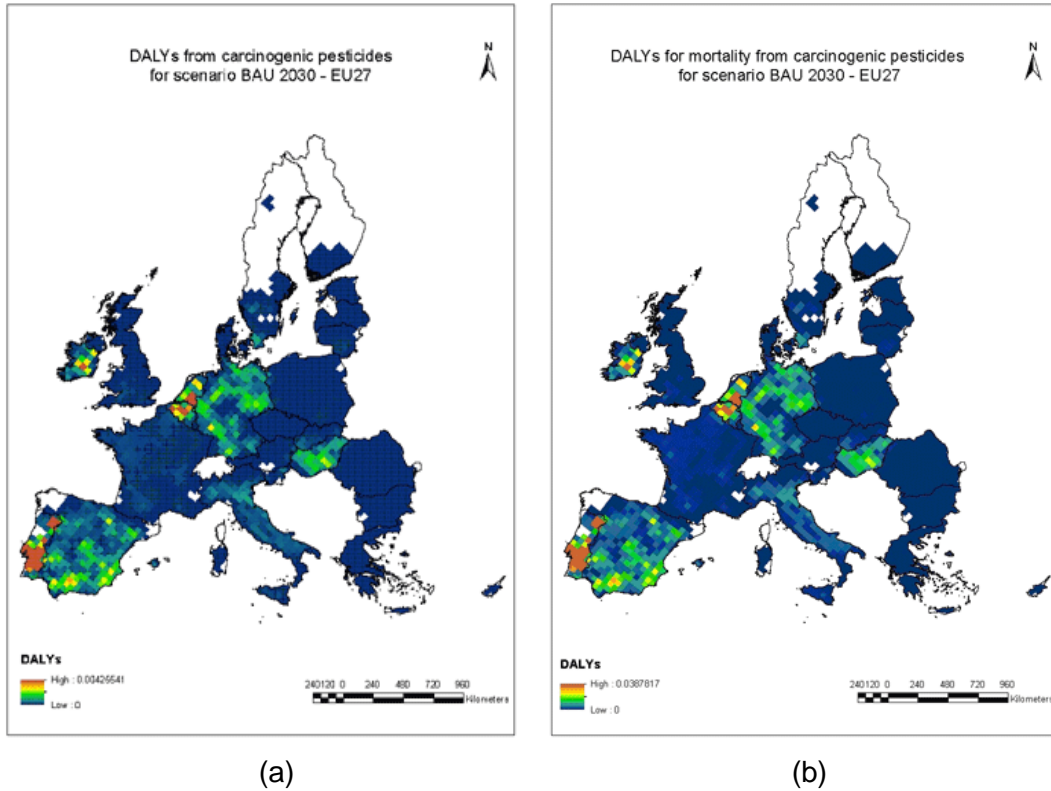 DALYs from carcinogenic pesticides
for scenario BAU 2030 - EU27
N
DALYs
High : 0.00426541
Low : 0
240120 0 240 480 720 960
Kilometers
(a)
DALYs for mortality from carcinogenic pesticides
for scenario BAU 2030 - EU27
N
DALYs
High : 0.0387817
Low : 0
240120 0 240 480 720 960
Kilometers
(b)